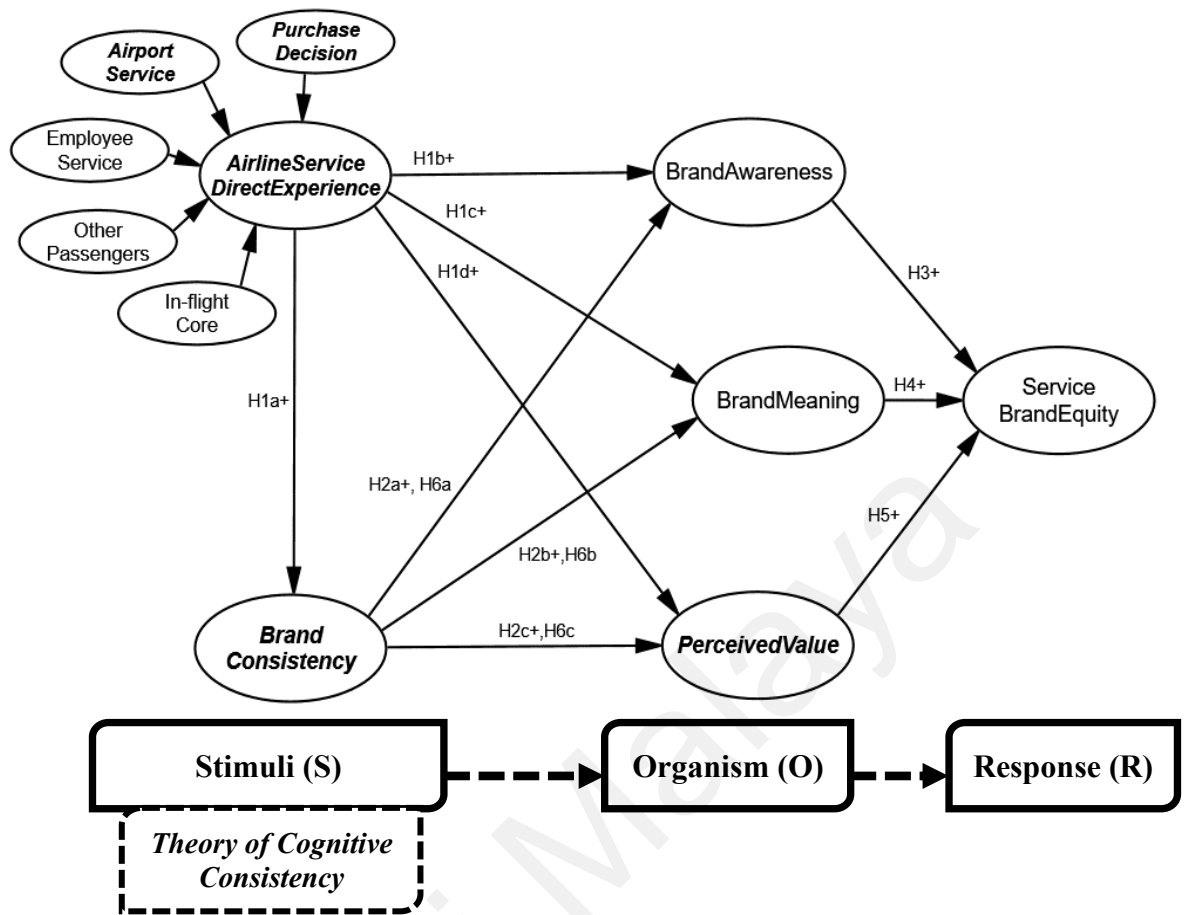 Purchase
Decision
Airport
Service
Employee
Service
AirlineService
DirectExperience
Other
Passengers
In-flight
Core
H1b+
H1c+
H1d+
H1a+
BrandAwareness
H3+
BrandMeaning
H4+
Service
BrandEquity
H2a+, H6a
H2b+,H6b
H5+
H2c+,H6c
Brand
Consistency
PerceivedValue
Stimuli (S)
Organism (O)
Response (R)
Theory of Cognitive
Consistency
Malaya